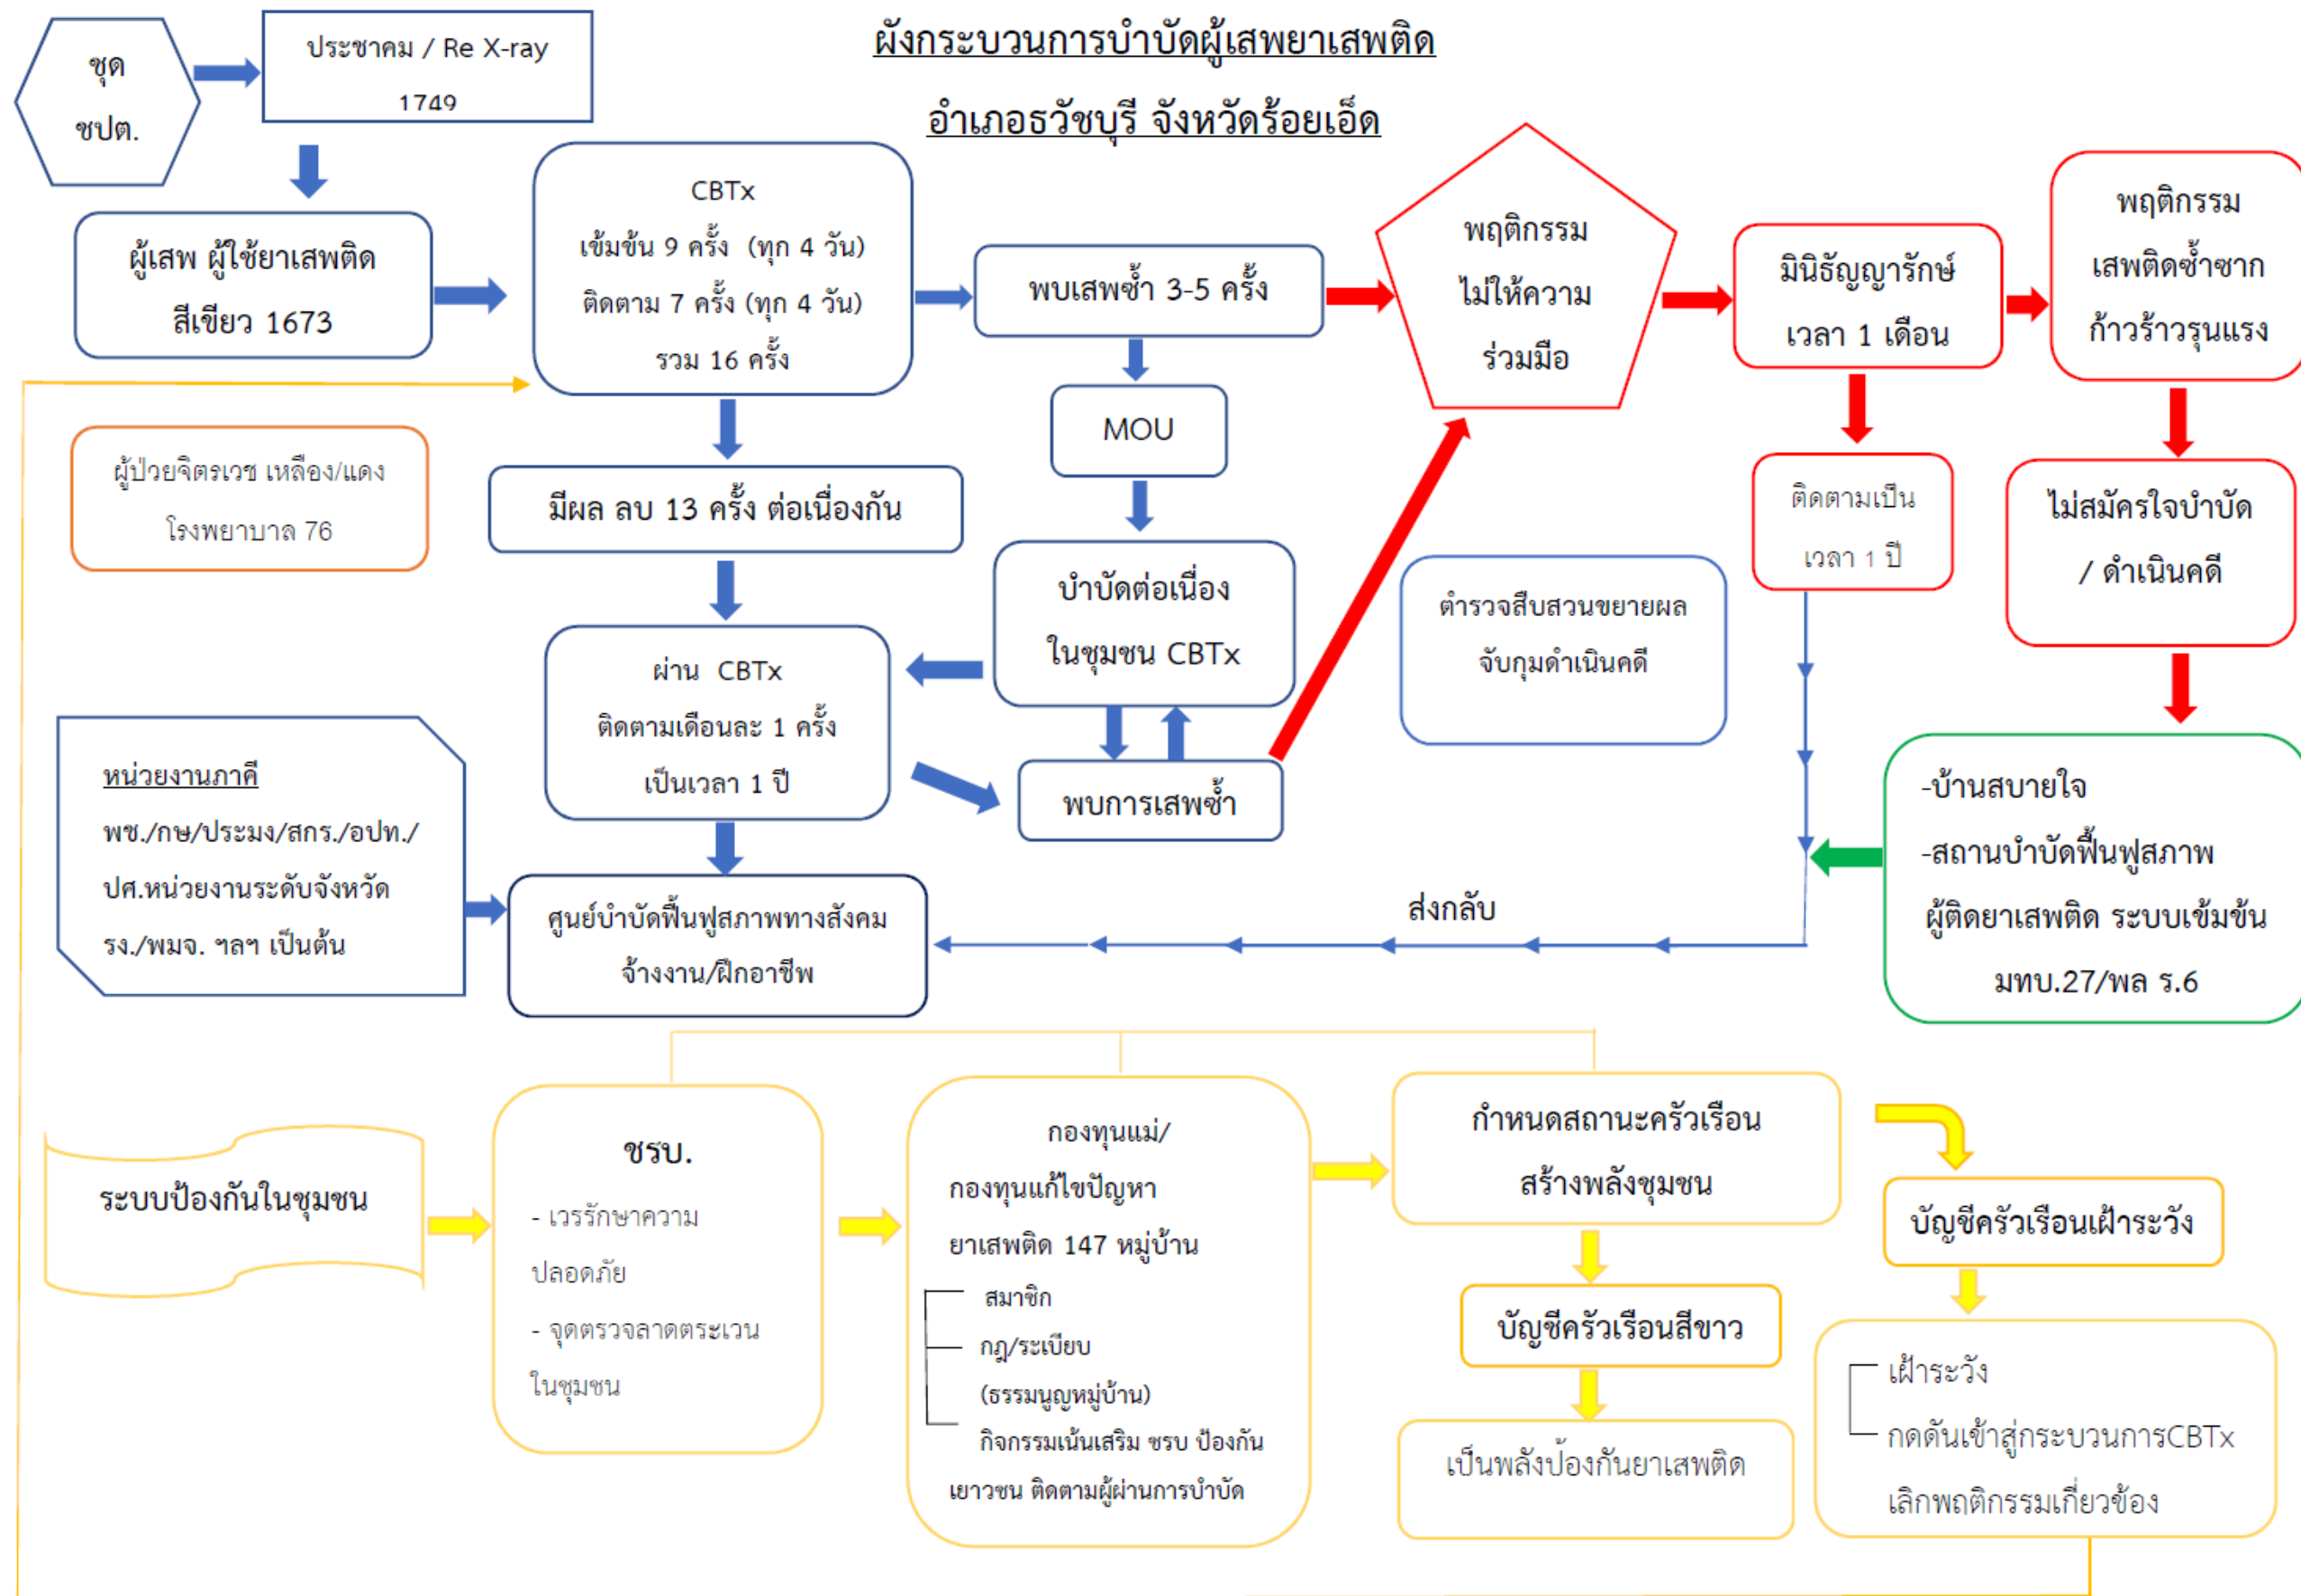 ผังกระบวนการบำบัดผู้เสพยาเสพติด
อำเภอธวัชบุรี จังหวัดร้อยเอ็ด
ชุด
ชปต.
ประชาคม / Re X-ray
1749
ผู้เสพ ผู้ใช้ยาเสพติด
สีเขียว 1673
CBTx
เข้มข้น 9 ครั้ง (ทุก 4 วัน)
ติดตาม 7 ครั้ง (ทุก 4 วัน)
รวม 16 ครั้ง
พบเสพซ้ำ 3-5 ครั้ง
พฤติกรรม
ไม่ให้ความ
ร่วมมือ
มินิธัญญารักษ์
เวลา 1 เดือน
พฤติกรรม
เสพติดซ้ำซาก
ก้าวร้าวรุนแรง
MOU
ผู้ป่วยจิตรเวช เหลือง/แดง
โรงพยาบาล 76
มีผล ลบ 13 ครั้ง ต่อเนื่องกัน
ติดตามเป็น
เวลา 1 ปี
ไม่สมัครใจบำบัด
/ ดำเนินคดี
บำบัดต่อเนื่อง
ในชุมชน CBTx
ตำรวจสืบสวนขยายผล
จับกุมดำเนินคดี
ผ่าน CBTx
ติดตามเดือนละ 1 ครั้ง
เป็นเวลา 1 ปี
พบการเสพซ้ำ
หน่วยงานภาคี
พช./กษ/ประมง/สกร./อปท./
ปศ.หน่วยงานระดับจังหวัด
รง./พมจ. ฯลฯ เป็นต้น
-บ้านสบายใจ
-สถานบำบัดฟื้นฟูสภาพ
ผู้ติดยาเสพติด ระบบเข้มข้น
มทบ.27/พล ร.6
ศูนย์บำบัดฟื้นฟูสภาพทางสังคม
จ้างงาน/ฝึกอาชีพ
ส่งกลับ
ระบบป้องกันในชุมชน
ชรบ.
- เวรรักษาความ
ปลอดภัย
- จุดตรวจลาดตระเวน
ในชุมชน
กองทุนแม่/
กองทุนแก้ไขปัญหา
ยาเสพติด 147 หมู่บ้าน
สมาชิก
กฎ/ระเบียบ
(ธรรมนูญหมู่บ้าน)
กิจกรรมเน้นเสริม ชรบ ป้องกัน
เยาวชน ติดตามผู้ผ่านการบำบัด
กำหนดสถานะครัวเรือน
สร้างพลังชุมชน
บัญชีครัวเรือนสีขาว
เป็นพลังป้องกันยาเสพติด
บัญชีครัวเรือนเฝ้าระวัง
เฝ้าระวัง
กดดันเข้าสู่กระบวนการCBTx
เลิกพฤติกรรมเกี่ยวข้อง